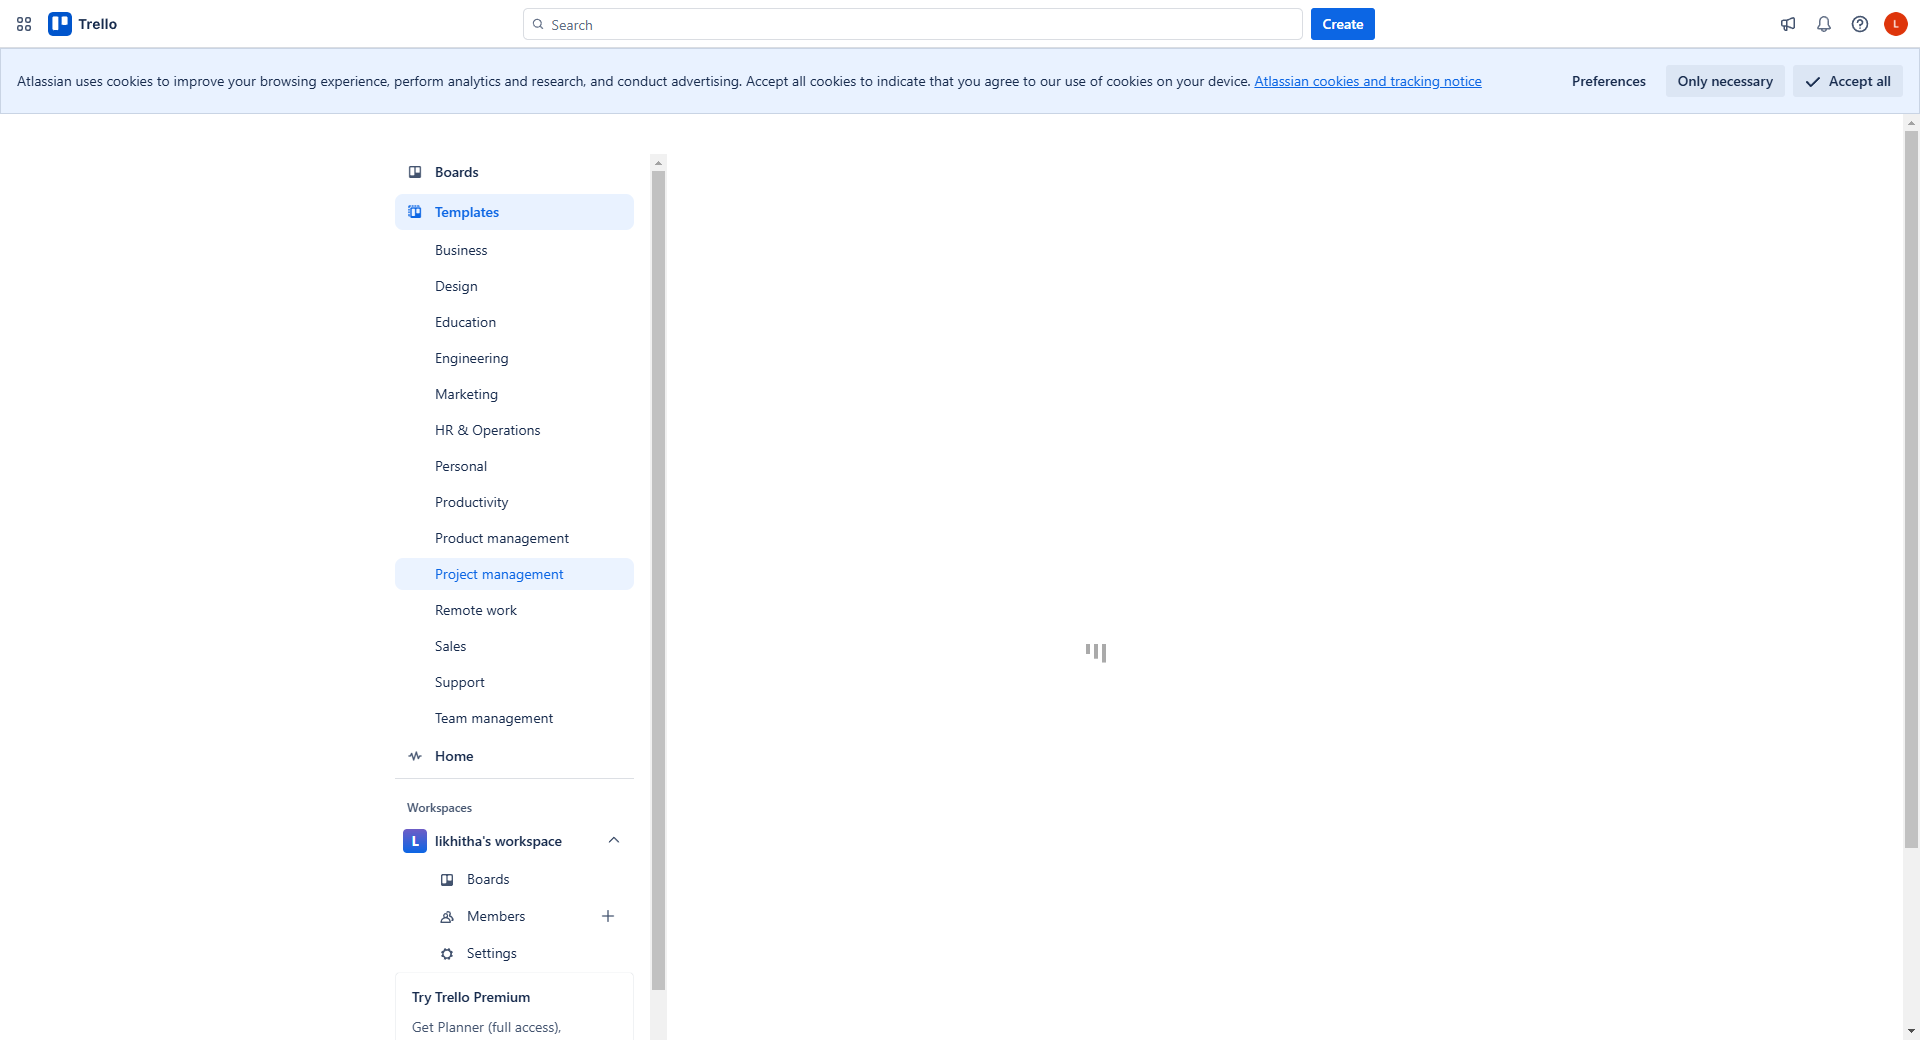 Trello
Search
Create
L
Atlassian uses cookies to improve your browsing experience, perform analytics and research, and conduct advertising. Accept all cookies to indicate that you agree to our use of cookies on your device. Atlassian cookies and tracking notice
Preferences
Only necessary
Accept all
Boards
Templates
Business
Design
Education
Engineering
Marketing
HR & Operations
Personal
Productivity
Product management
Project management
Remote work
Sales
Support
Team management
Home
Workspaces
L
likhitha's workspace
Boards
Members
Settings
Try Trello Premium
Get Planner (full access),